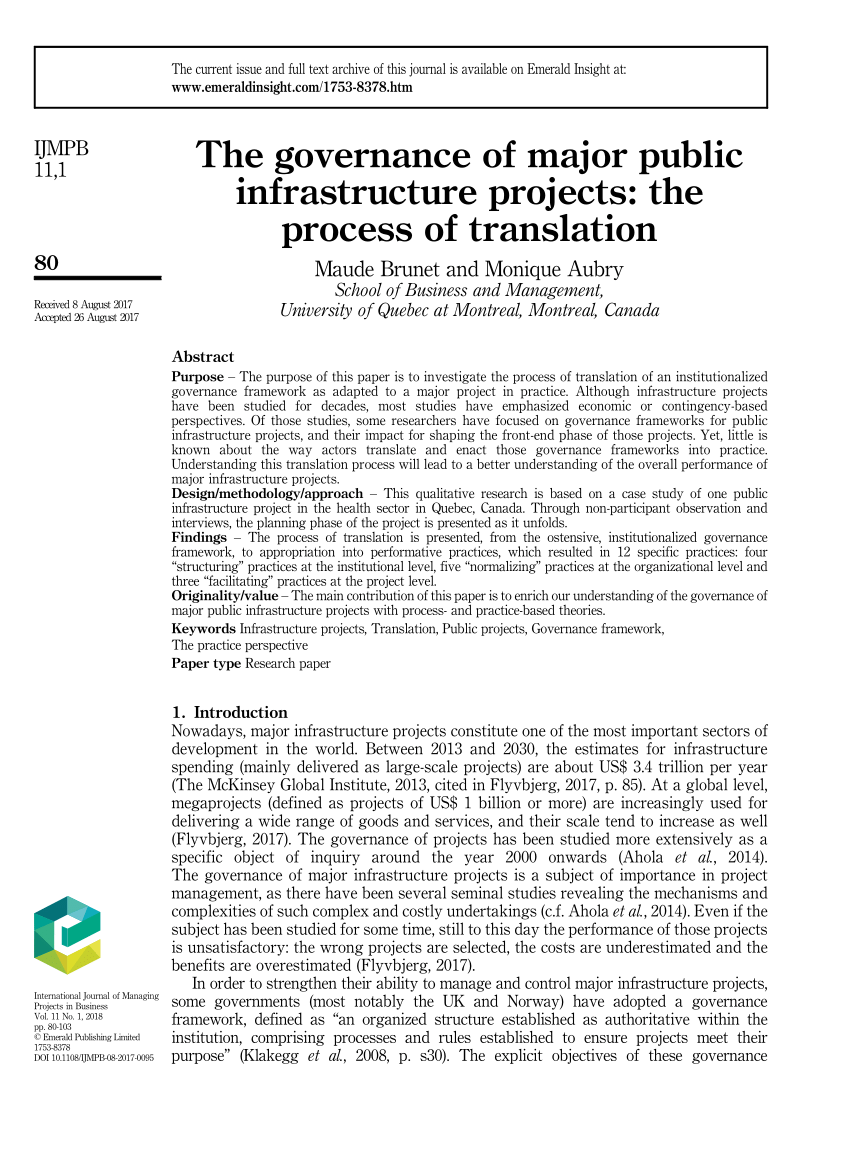 The current issue and full text archive of this journal is available on Emerald Insight at:
www.emeraldinsight.com/1753-8378.htm
IJMPB
11,1
80
Received 8 August 2017
Accepted 26 August 2017
The governance of major public
infrastructure projects: the
process of translation
Maude Brunet and Monique Aubry
School of Business and Management,
University of Quebec at Montreal, Montreal, Canada
Abstract
Purpose – The purpose of this paper is to investigate the process of translation of an institutionalized
governance framework as adapted to a major project in practice. Although infrastructure projects
have been studied for decades, most studies have emphasized economic or contingency-based
perspectives. Of those studies, some researchers have focused on governance frameworks for public
infrastructure projects, and their impact for shaping the front-end phase of those projects. Yet, little is
known about the way actors translate and enact those governance frameworks into practice.
Understanding this translation process will lead to a better understanding of the overall performance of
major infrastructure projects.
Design/methodology/approach – This qualitative research is based on a case study of one public
infrastructure project in the health sector in Quebec, Canada. Through non-participant observation and
interviews, the planning phase of the project is presented as it unfolds.
Findings – The process of translation is presented, from the ostensive, institutionalized governance
framework, to appropriation into performative practices, which resulted in 12 specific practices: four
“structuring” practices at the institutional level, five “normalizing” practices at the organizational level and
three “facilitating” practices at the project level.
Originality/value – The main contribution of this paper is to enrich our understanding of the governance of
major public infrastructure projects with process- and practice-based theories.
Keywords Infrastructure projects, Translation, Public projects, Governance framework,
The practice perspective
Paper type Research paper
1. Introduction
Nowadays, major infrastructure projects constitute one of the most important sectors of
development in the world. Between 2013 and 2030, the estimates for infrastructure
spending (mainly delivered as large-scale projects) are about US$ 3.4 trillion per year
(The McKinsey Global Institute, 2013, cited in Flyvbjerg, 2017, p. 85). At a global level,
megaprojects (defined as projects of US$ 1 billion or more) are increasingly used for
delivering a wide range of goods and services, and their scale tend to increase as well
(Flyvbjerg, 2017). The governance of projects has been studied more extensively as a
specific object of inquiry around the year 2000 onwards (Ahola et al., 2014).
The governance of major infrastructure projects is a subject of importance in project
management, as there have been several seminal studies revealing the mechanisms and
complexities of such complex and costly undertakings (c.f. Ahola et al., 2014). Even if the
subject has been studied for some time, still to this day the performance of those projects
is unsatisfactory: the wrong projects are selected, the costs are underestimated and the
benefits are overestimated (Flyvbjerg, 2017).
In order to strengthen their ability to manage and control major infrastructure projects,
some governments (most notably the UK and Norway) have adopted a governance
framework, defined as “an organized structure established as authoritative within the
institution, comprising processes and rules established to ensure projects meet their
purpose” (Klakegg et al., 2008, p. s30). The explicit objectives of these governance
International Journal of Managing
Projects in Business
Vol. 11 No. 1, 2018
pp. 80-103
© Emerald Publishing Limited
1753-8378
DOI 10.1108/IJMPB-08-2017-0095